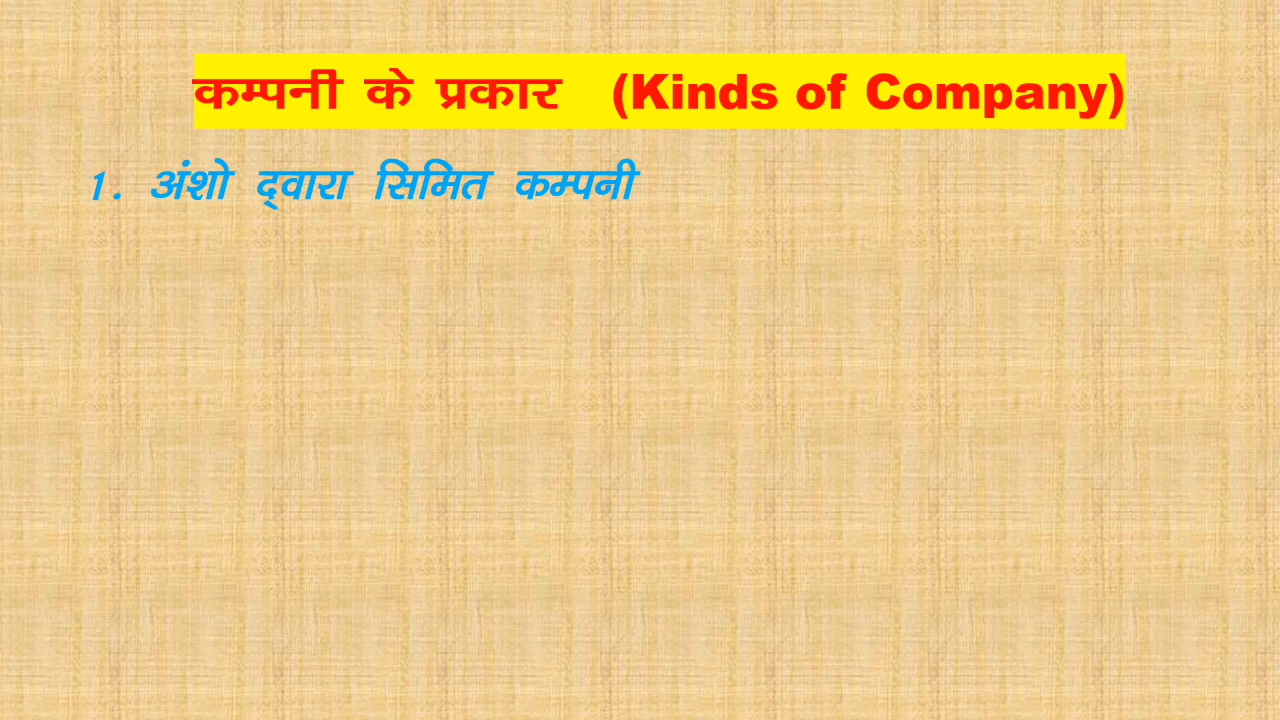 कम्पनी के प्रकार (Kinds of Company)
1. अंशो द्वारा सिमित कम्पनी